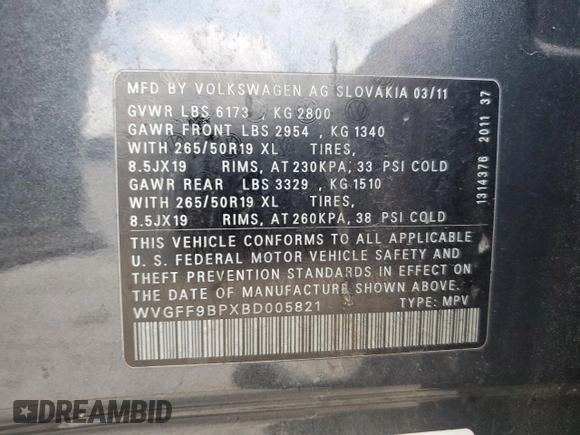 MFD BY VOLKSWAGEN AG SLOVAKIA 03/11
GVWR LBS 6173 , KG 2800
GAWR FRONT LBS 2954 , KG 1340
WITH 265/50R19 XL TIRES,
8.5JX19 RIMS, AT 230KPA, 33 PSI COLD
GAWR REAR LBS 3329 , KG 1510
WITH 265/50R19 XL TIRES,
8.5JX19 RIMS, AT 260KPA, 38 PSI COLD
THIS VEHICLE CONFORMS TO ALL APPLICABLE
U. S. FEDERAL MOTOR VEHICLE SAFETY AND
THEFT PREVENTION STANDARDS IN EFFECT ON
THE DATE OF MANUFACTURE SHOWN ABOVE.
WVGFF9BPXBD005821 TYPE: MPV
1314376 2011 37
DREAMBID